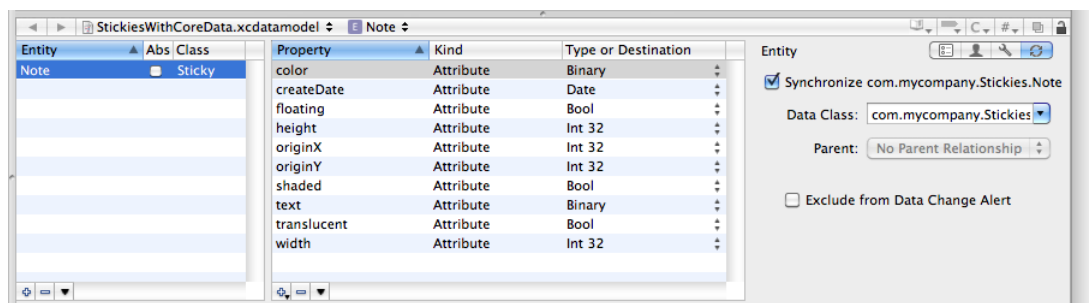 StickiesWithCoreData.xcdatamodel E Note C #
Entity Abs Class Property Kind Type or Destination Entity
Note Sticky color Attribute Binary
Synchronize com.mycompany.Stickies.Note
createDate Attribute Date
floating Attribute Bool
Data Class: com.mycompany.Stickies
height Attribute Int 32
originX Attribute Int 32
Parent: No Parent Relationship
originY Attribute Int 32
shaded Attribute Bool
text Attribute Binary
Exclude from Data Change Alert
translucent Attribute Bool
width Attribute Int 32